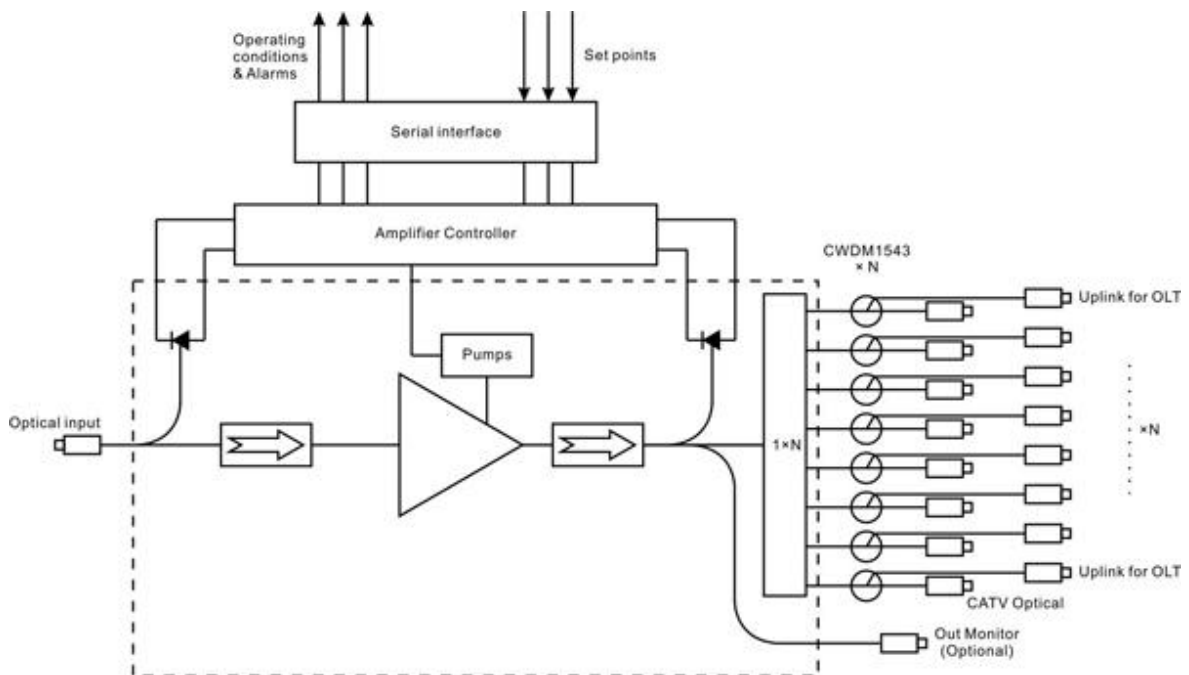 Operating
conditions
& Alarms
Set points
Serial interface
Amplifier Controller
CWDM1543
× N
Uplink for OLT
Pumps
Optical input
1×N
×N
Uplink for OLT
CATV Optical
Out Monitor
(Optional)